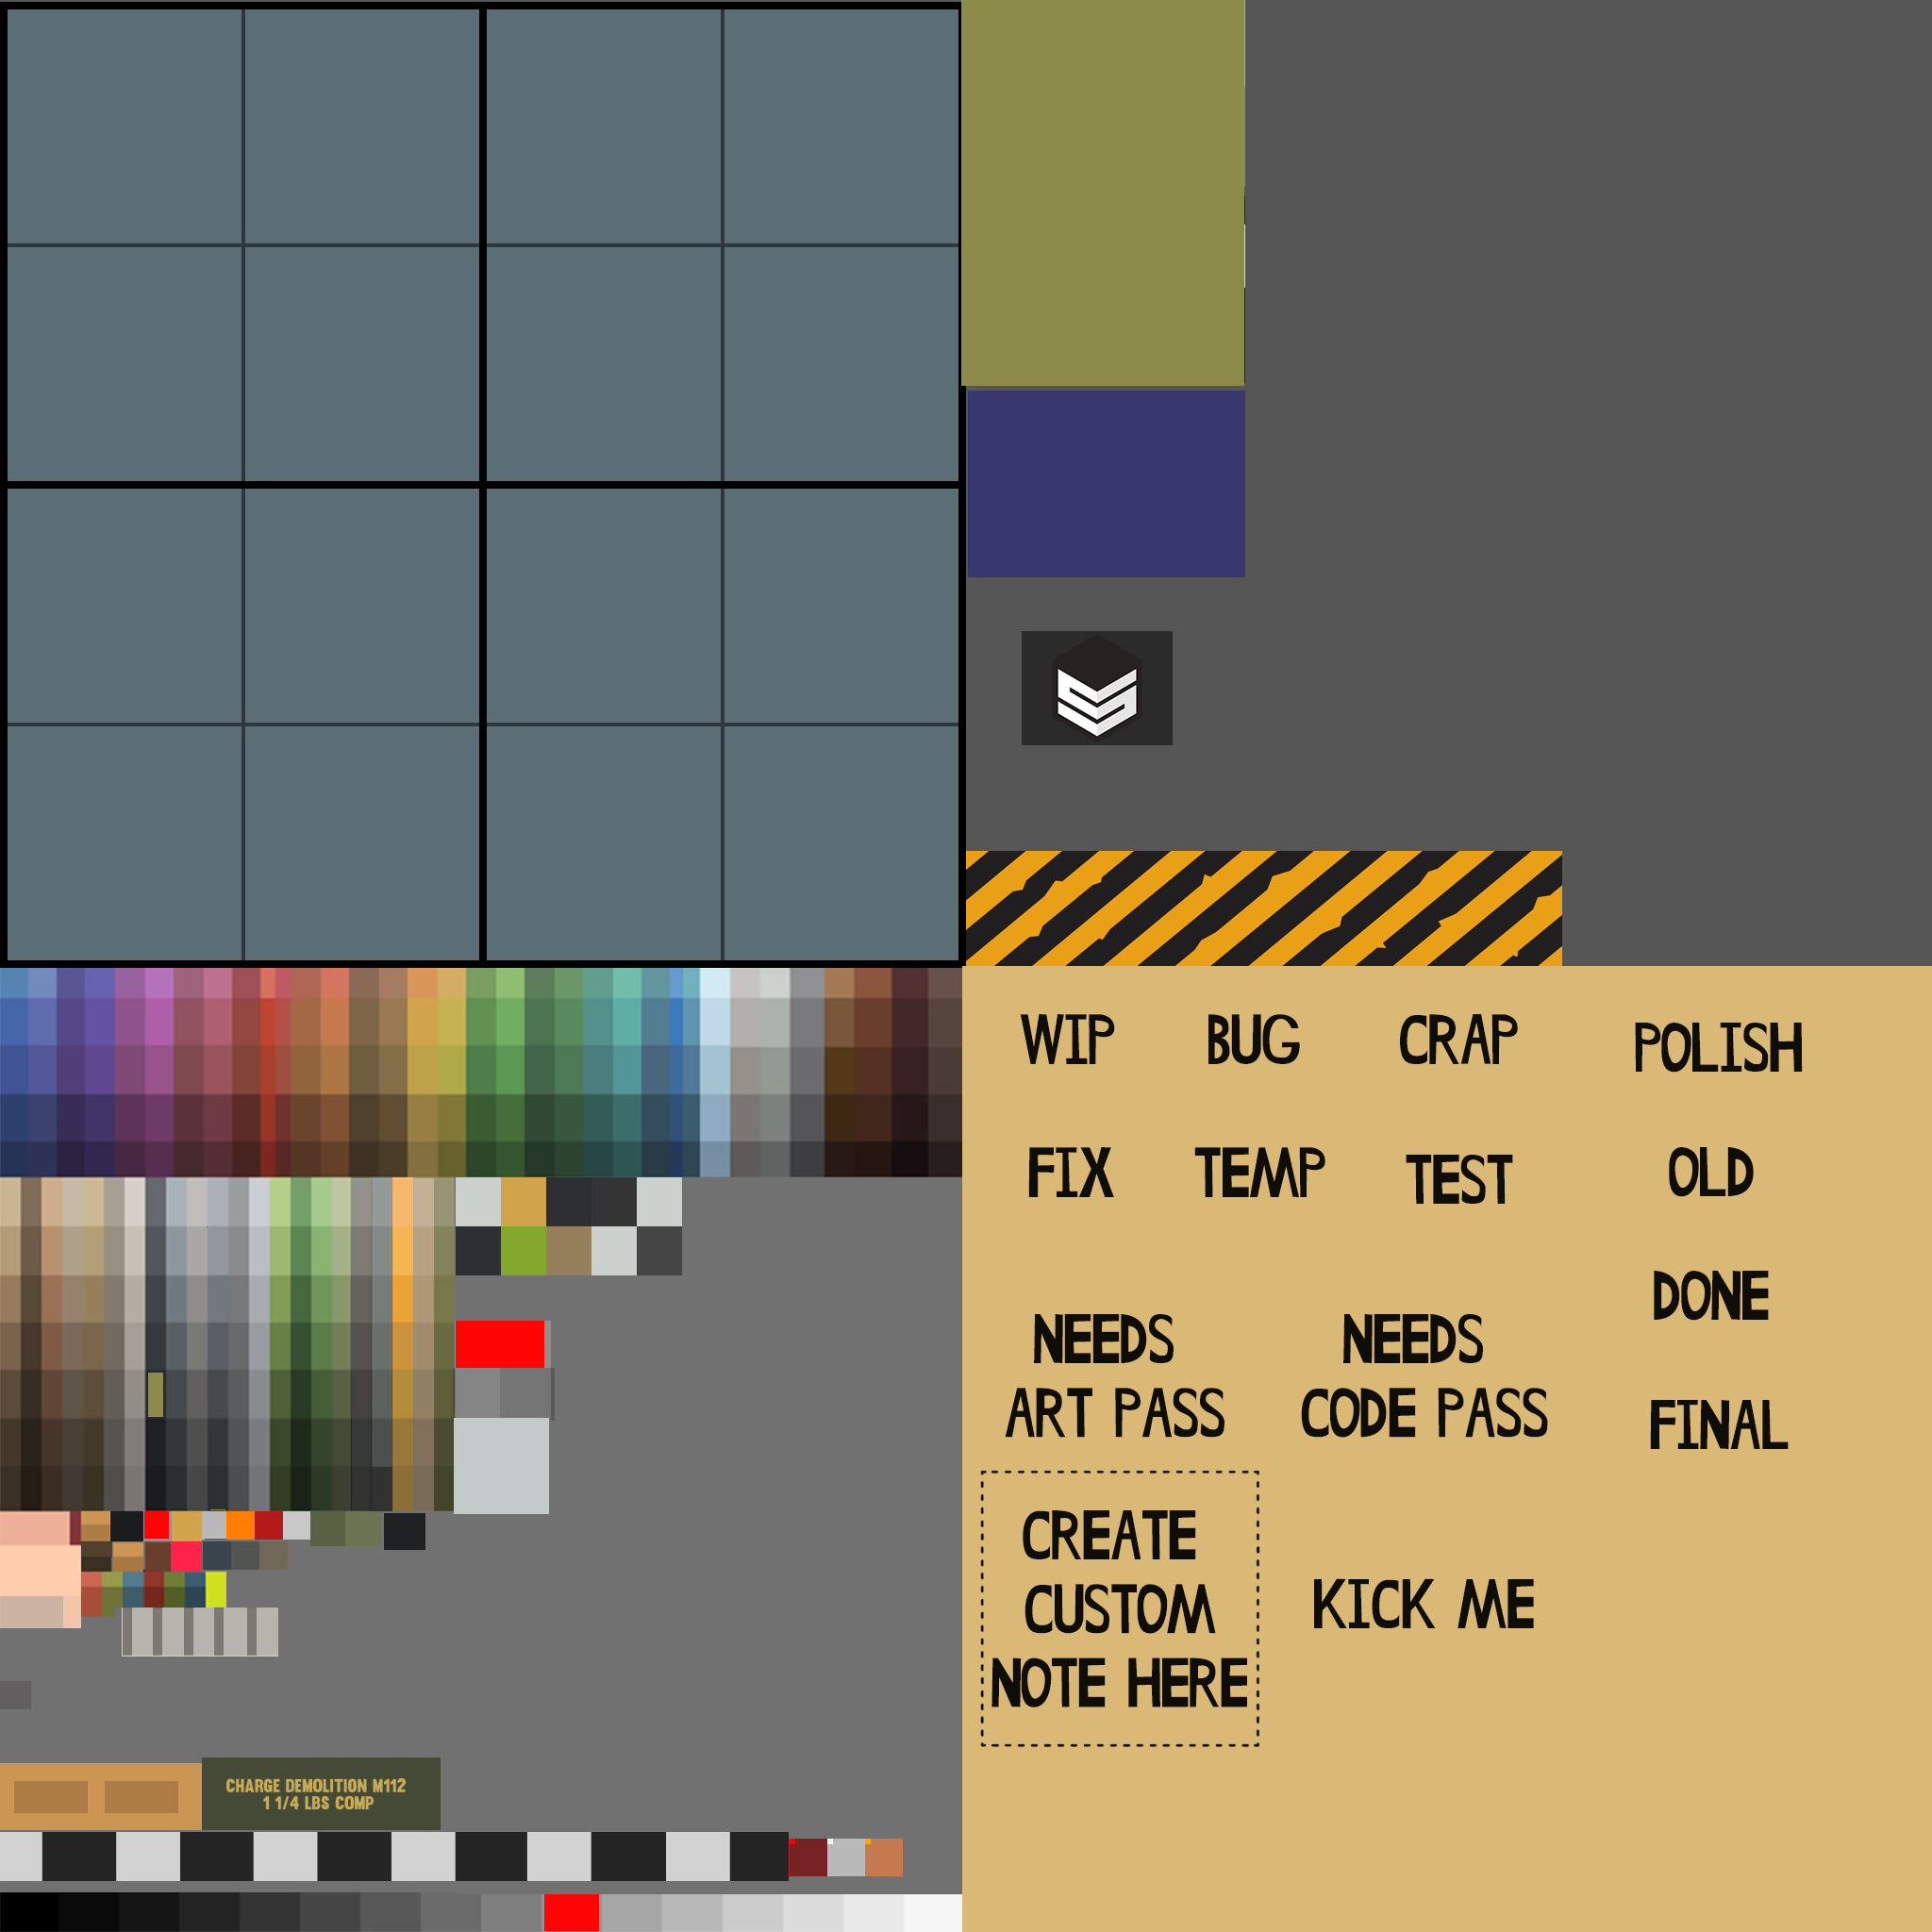 WIP
BUG
CRAP
POLISH
FIX
TEMP
TEST
OLD
DONE
NEEDS
ART PASS
NEEDS
CODE PASS
FINAL
CREATE
CUSTOM
NOTE HERE
KICK ME
CHARGE DEMOLITION M112
1 1/4 LBS COMP